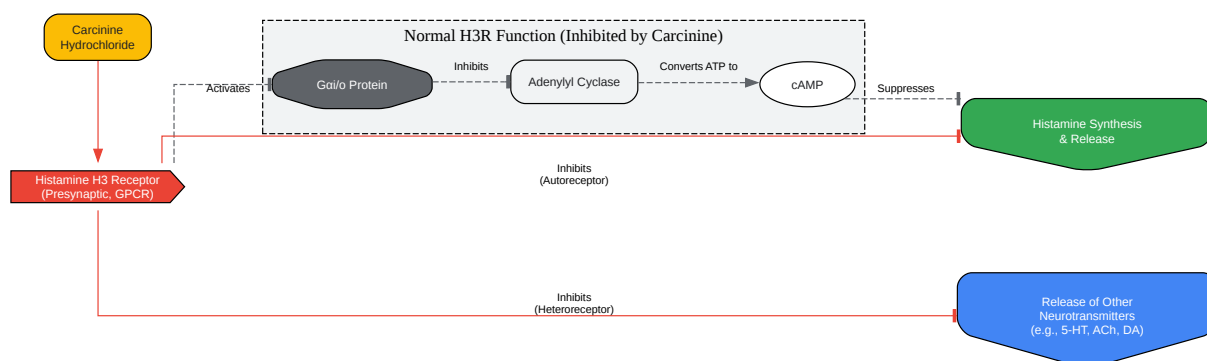 Carcinine
Hydrochloride
Normal H3R Function (Inhibited by Carcinine)
Activates
Gαi/o Protein
Inhibits
Adenylyl Cyclase
Converts ATP to
cAMP
Suppresses
Histamine Synthesis
& Release
Histamine H3 Receptor
(Presynaptic, GPCR)
Inhibits
(Autoreceptor)
Inhibits
(Heteroreceptor)
Release of Other
Neurotransmitters
(e.g., 5-HT, ACh, DA)